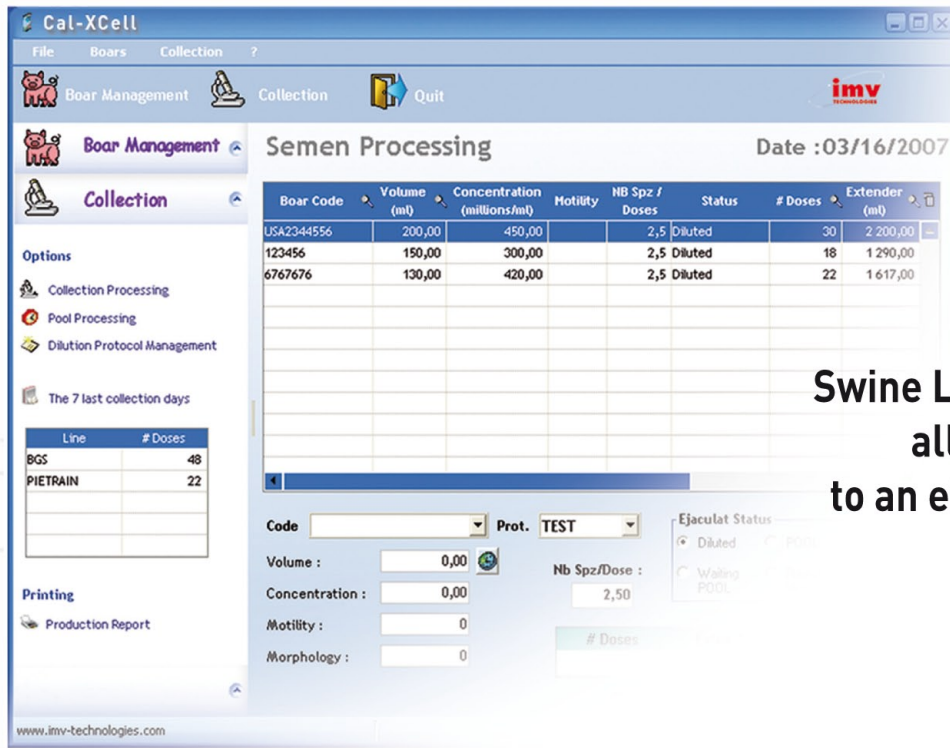 Cal-XCell
File Boars Collection ?
Boar Management Collection Quit
imv
TECHNOLOGIES
Boar Management
Collection
Options
Collection Processing
Pool Processing
Dilution Protocol Management
The 7 last collection days
Line # Doses
BGS 48
PIETRAIN 22
Printing
Production Report
Semen Processing Date :03/16/2007
Boar Code Volume (ml) Concentration (millions/ml) Motility NB Spz / Doses Status # Doses Extender (ml)
USA2344556 200,00 450,00 2,5 Diluted 30 2 200,00
123456 150,00 300,00 2,5 Diluted 18 1 290,00
6767676 130,00 420,00 2,5 Diluted 22 1 617,00
Swine L
all
to an e
Code Prot. TEST
Volume : 0,00
Concentration : 0,00
Motility : 0
Morphology : 0
Nb Spz/Dose :
2,50
Ejaculat Status
Diluted POOL
Waiting
POOL
# Doses
www.imv-technologies.com